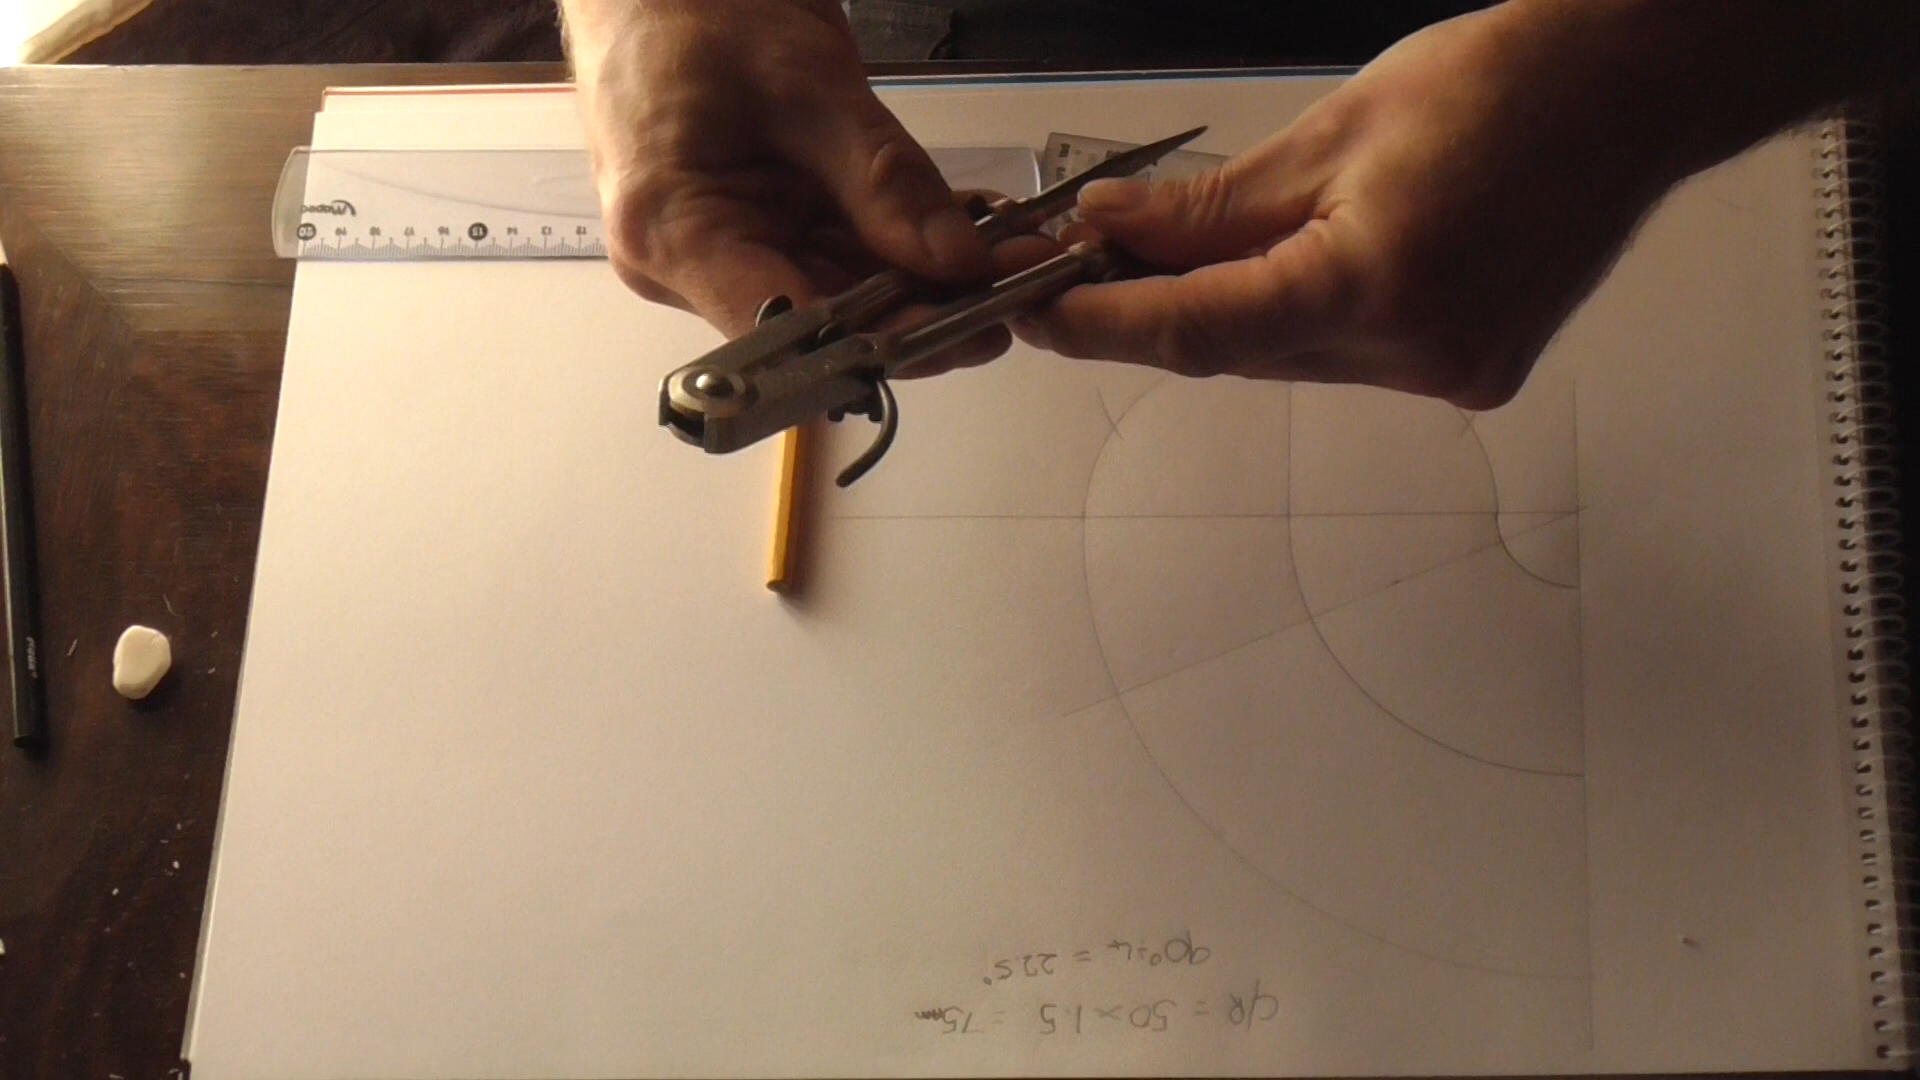 C/R = 50 x 1.5 = 75mm
90° ÷ 4 = 22.5°
12 13 14 15 16 17 18 19 20
Maped